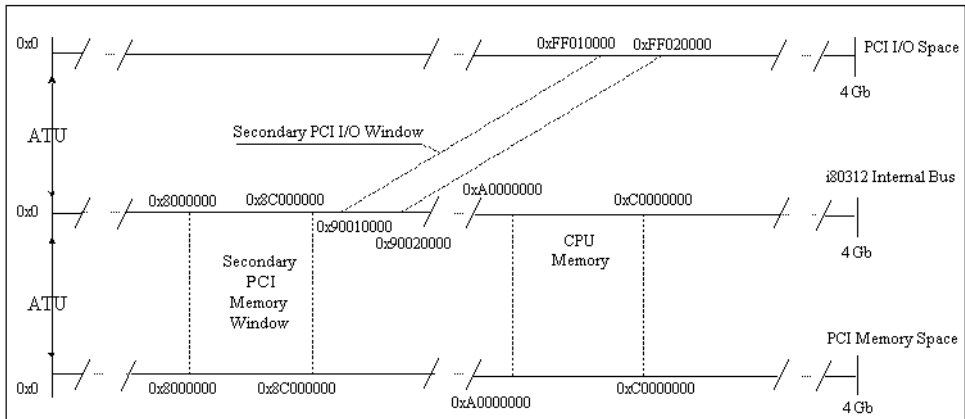 0x0
...
...
0xFF010000
0xFF020000
...
PCI I/O Space
4 Gb
ATU
Secondary PCI I/O Window
i80312 Internal Bus
0x0
...
0x8000000
0x8C000000
0x90010000
0x90020000
...
0xA0000000
0xC0000000
...
4 Gb
ATU
Secondary
PCI
Memory
Window
CPU
Memory
PCI Memory Space
0x0
...
0x8000000
0x8C000000
...
0xA0000000
0xC0000000
...
4 Gb